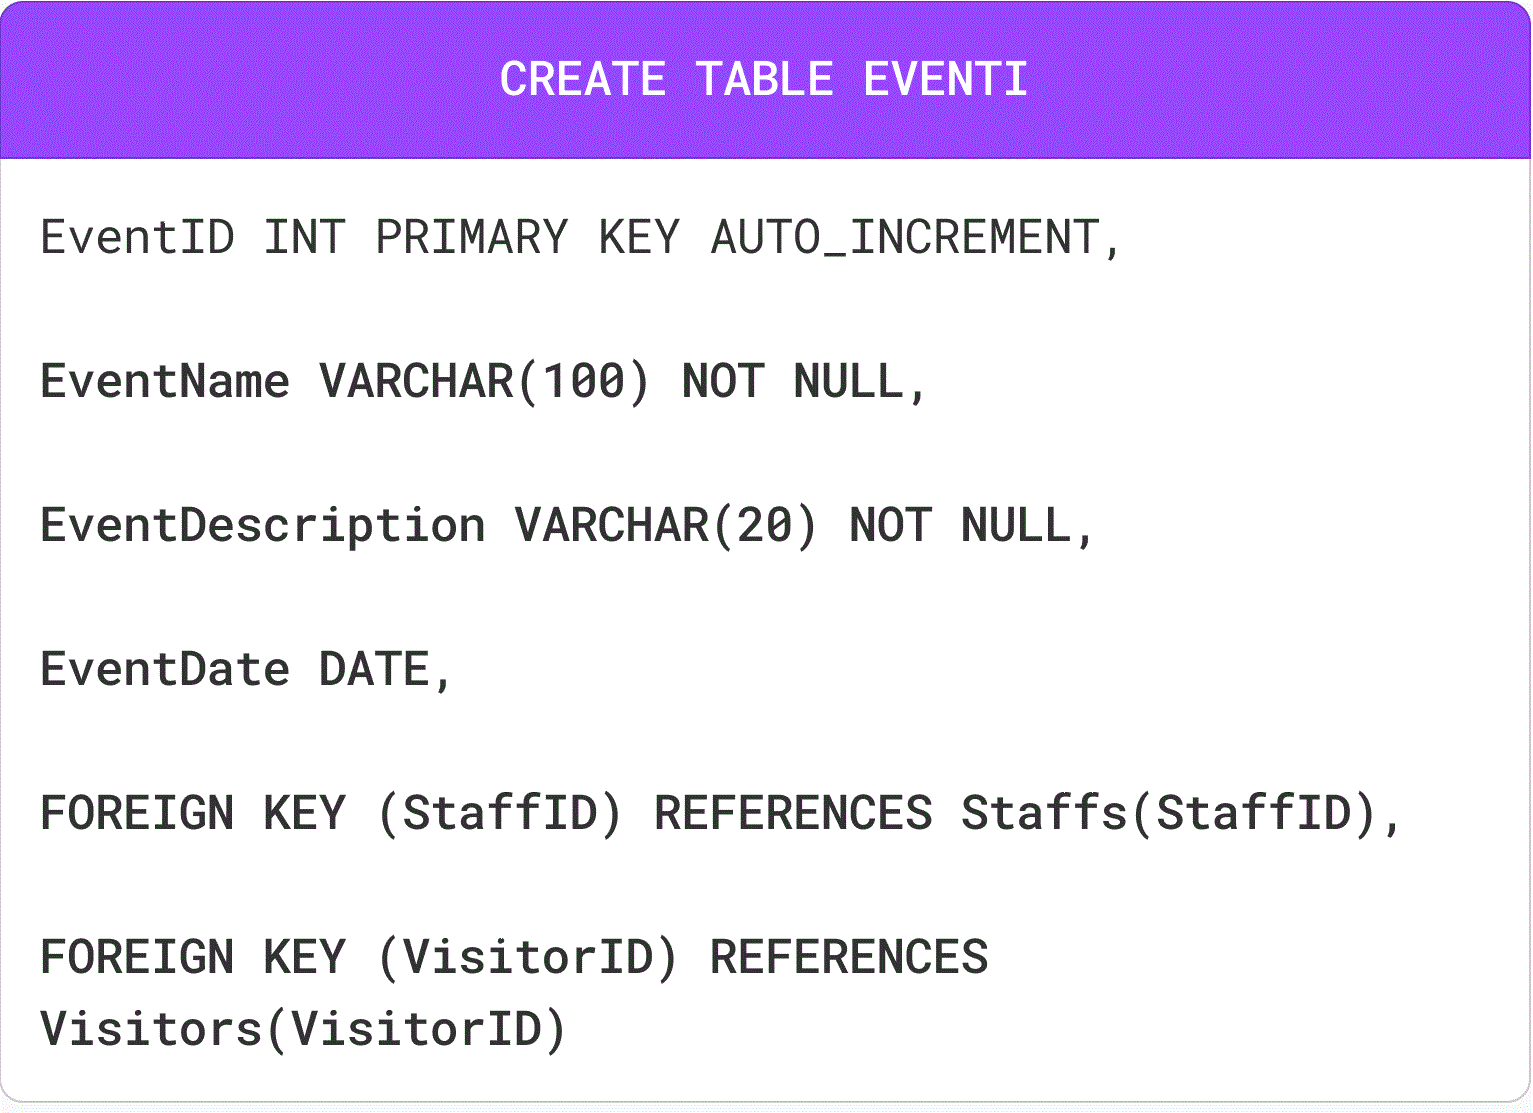 CREATE TABLE EVENTI
EventID INT PRIMARY KEY AUTO_INCREMENT,
EventName VARCHAR(100) NOT NULL,
EventDescription VARCHAR(20) NOT NULL,
EventDate DATE,
FOREIGN KEY (StaffID) REFERENCES Staffs(StaffID),
FOREIGN KEY (VisitorID) REFERENCES
Visitors(VisitorID)